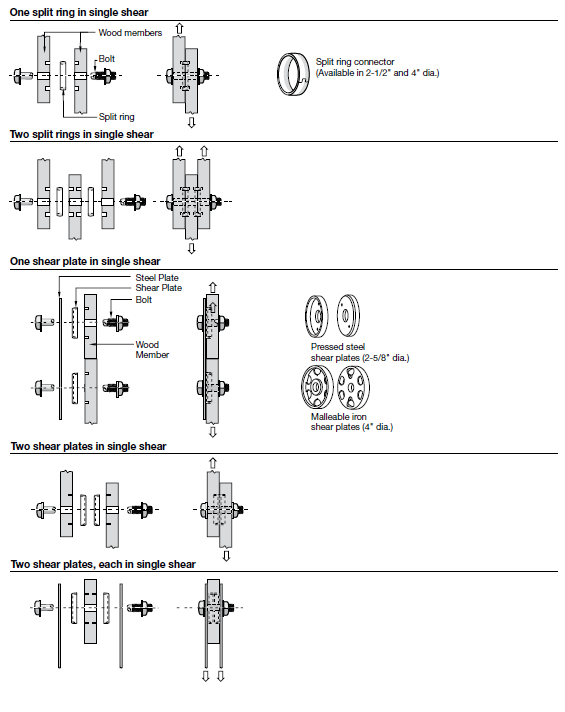 One split ring in single shear
Wood members
Bolt
Split ring
Split ring connector
(Available in 2-1/2" and 4" dia.)
Two split rings in single shear
One shear plate in single shear
Steel Plate
Shear Plate
Bolt
Wood
Member
Pressed steel
shear plates (2-5/8" dia.)
Malleable iron
shear plates (4" dia.)
Two shear plates in single shear
Two shear plates, each in single shear